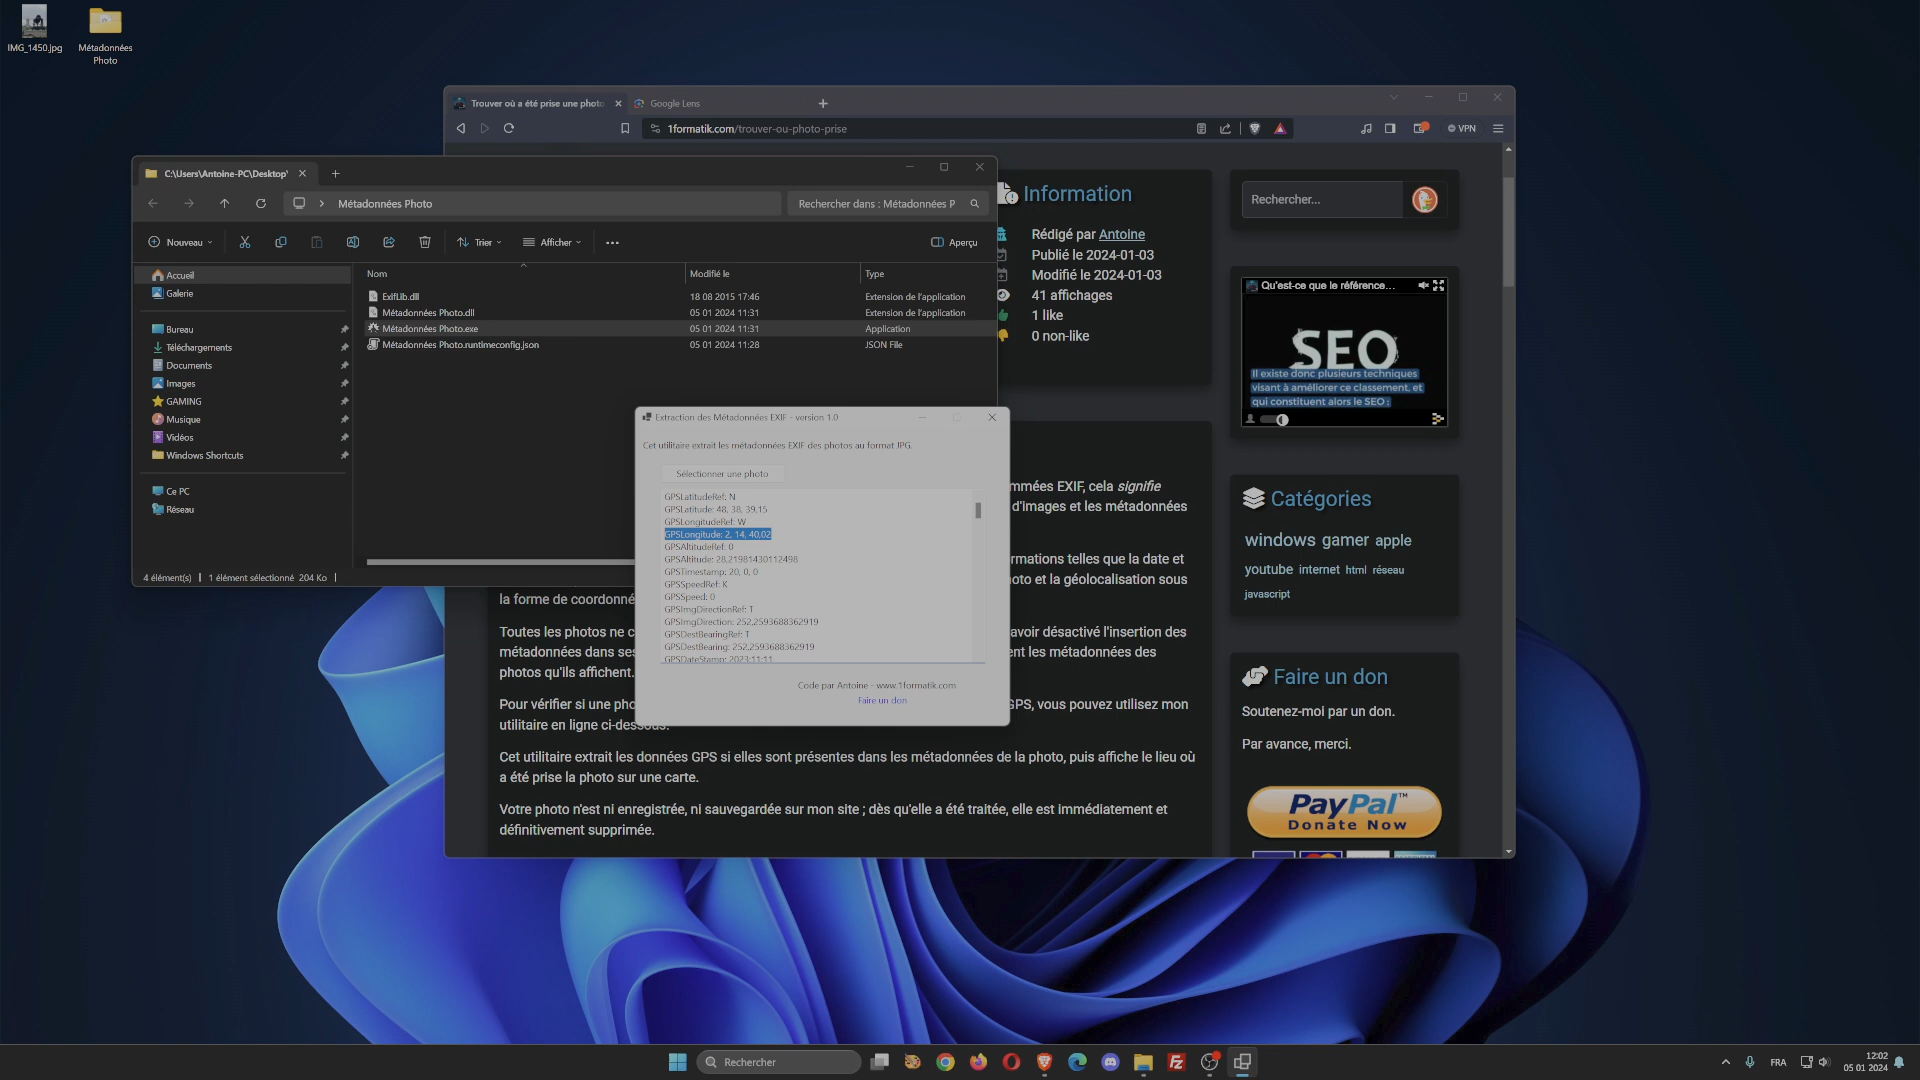 IMG_1450.jpg
Métadonnées
Photo
Trouver où a été prise une photo
Google Lens
1formatik.com/trouver-ou-photo-prise
VPN
C:\Users\Antoine-PC\Desktop\
Métadonnées Photo
Rechercher dans : Métadonnées P
Nouveau
Trier
Afficher
Aperçu
Accueil
Galerie
Bureau
Téléchargements
Documents
Images
GAMING
Musique
Vidéos
Windows Shortcuts
Ce PC
Réseau
Nom
Modifié le
Type
ExifLib.dll
18 08 2015 17:46
Extension de l'application
Métadonnées Photo.dll
05 01 2024 11:31
Extension de l'application
Métadonnées Photo.exe
05 01 2024 11:31
Application
Métadonnées Photo.runtimeconfig.json
05 01 2024 11:28
JSON File
4 élément(s)
1 élément sélectionné 204 Ko
Extraction des Métadonnées EXIF - version 1.0
Cet utilitaire extrait les métadonnées EXIF des photos au format JPG.
Sélectionner une photo
GPSLatitudeRef: N
GPSLatitude: 48, 38, 39,15
GPSLongitudeRef: W
GPSLongitude: 2, 14, 40,02
GPSAltitudeRef: 0
GPSAltitude: 28,21981430112498
GPSTimestamp: 20, 0, 0
GPSSpeedRef: K
GPSSpeed: 0
GPSImgDirectionRef: T
GPSImgDirection: 252,2593688362919
GPSDestBearingRef: T
GPSDestBearing: 252,2593688362919
GPSDateStamp: 2023:11:11
Code par Antoine - www.1formatik.com
Faire un don
Information
Rédigé par Antoine
Publié le 2024-01-03
Modifié le 2024-01-03
41 affichages
1 like
0 non-like
mmées EXIF, cela signifie
d'images et les métadonnées
rmations telles que la date et
oto et la géolocalisation sous
la forme de coordonné
Toutes les photos ne c
avoir désactivé l'insertion des
métadonnées dans ses
ent les métadonnées des
photos qu'ils affichent.
Pour vérifier si une pho
GPS, vous pouvez utilisez mon
utilitaire en ligne ci-dessous.
Cet utilitaire extrait les données GPS si elles sont présentes dans les métadonnées de la photo, puis affiche le lieu où
a été prise la photo sur une carte.
Votre photo n'est ni enregistrée, ni sauvegardée sur mon site ; dès qu'elle a été traitée, elle est immédiatement et
définitivement supprimée.
Rechercher...
Qu'est-ce que le référence...
SEO
Il existe donc plusieurs techniques
visant à améliorer ce classement, et
qui constituent alors le SEO :
Catégories
windows gamer apple
youtube internet html réseau
javascript
Faire un don
Soutenez-moi par un don.
Par avance, merci.
PayPal™
Donate Now
Rechercher
FRA
12:02
05 01 2024